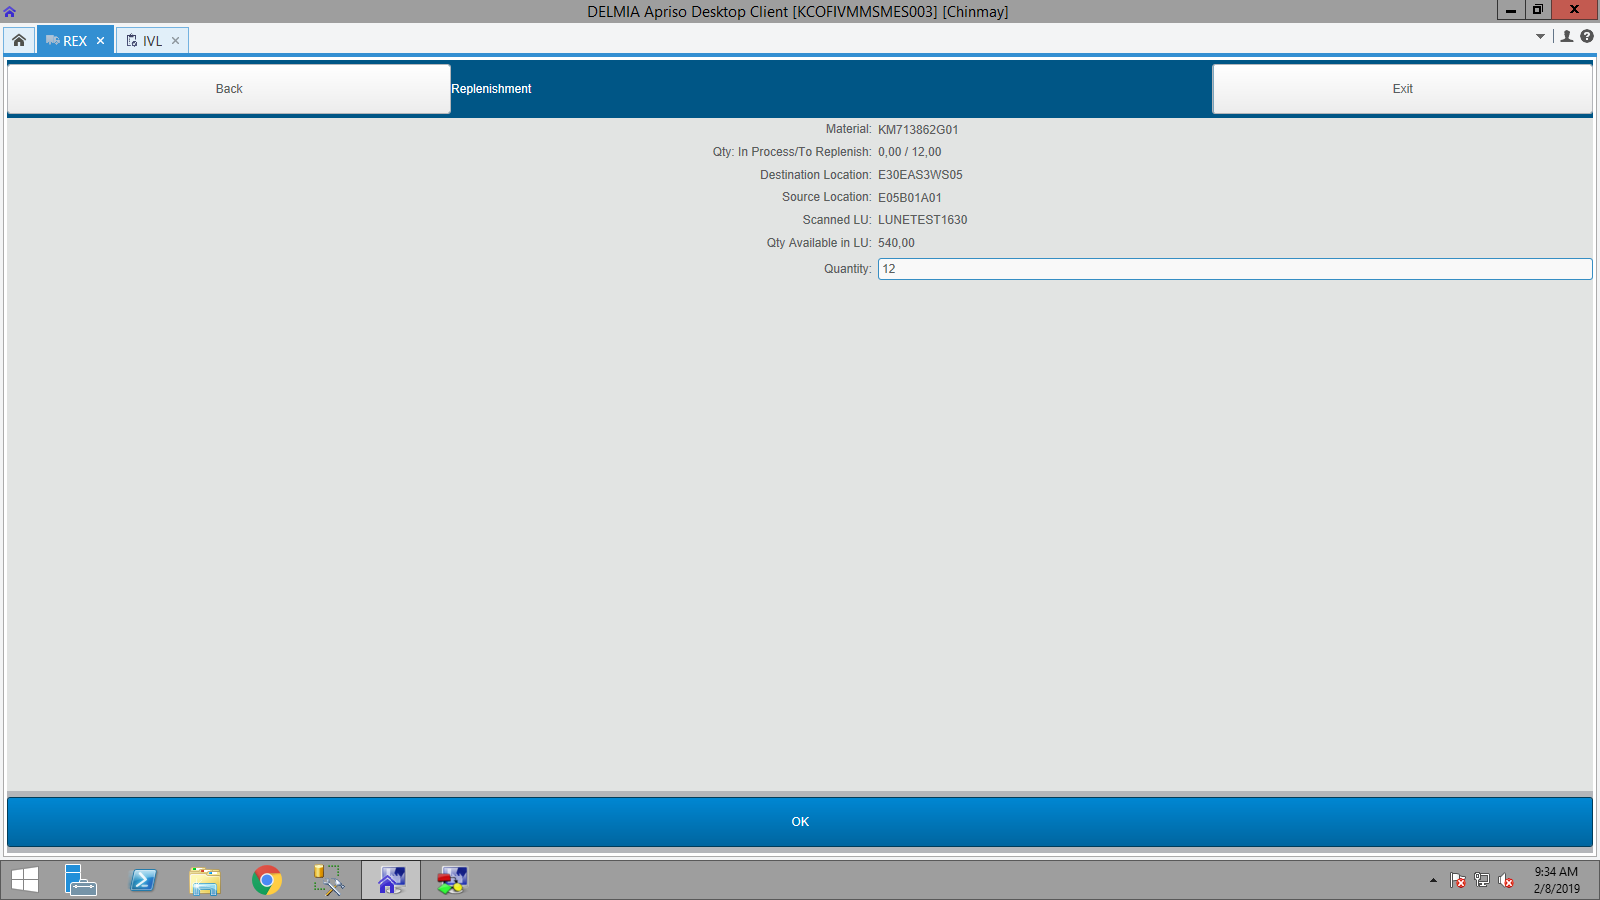 DELMIA Apriso Desktop Client [KCOFIVMMSMES003] [Chinmay]
REX
IVL
Back
Replenishment
Exit
Material: KM713862G01
Qty: In Process/To Replenish: 0,00 / 12,00
Destination Location: E30EAS3WS05
Source Location: E05B01A01
Scanned LU: LUNETEST1630
Qty Available in LU: 540,00
Quantity: 12
OK
9:34 AM
2/8/2019